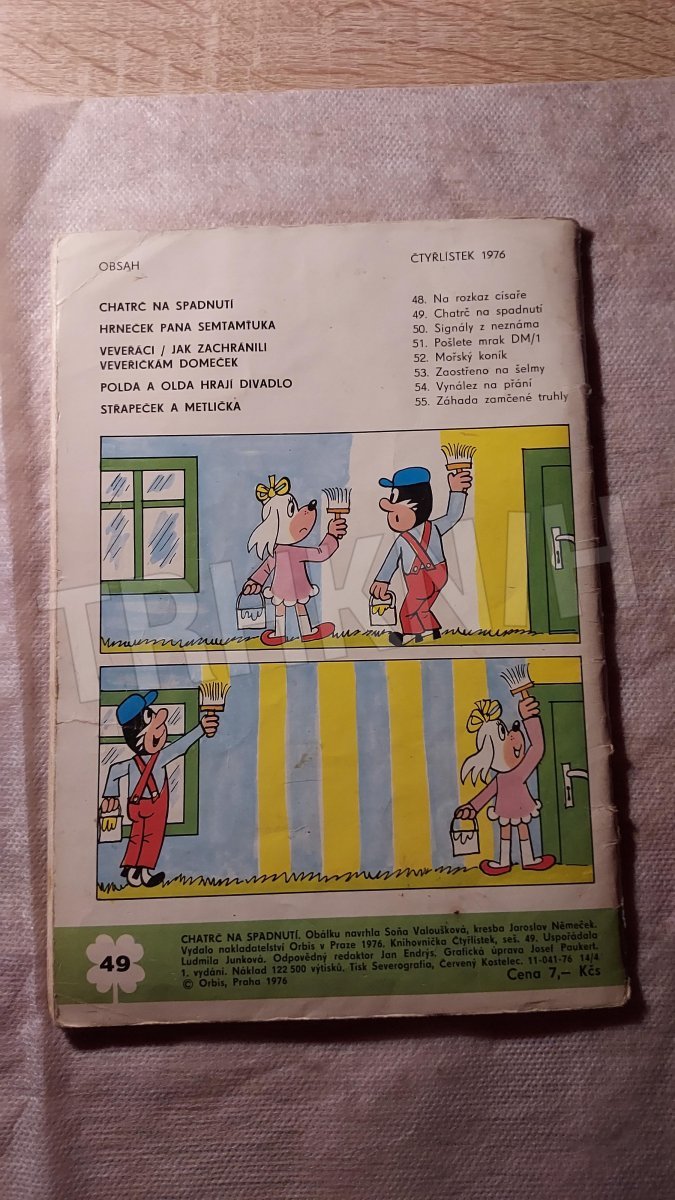 OBSAH
CHATRČ NA SPADNUTÍ
HRNEČEK PANA SEMTAMŤUKA
VEVERÁCI / JAK ZACHRÁNILI
VEVERIČKÁM DOMEČEK
POLDA A OLDA HRAJÍ DIVADLO
STŘAPEČEK A METLIČKA
ČTYŘLÍSTEK 1976
48. Na rozkaz císaře
49. Chatrč na spadnutí
50. Signály z neznáma
51. Pošlete mrak DM/1
52. Mořský koník
53. Zaostřeno na šelmy
54. Vynález na přání
55. Záhada zamčené truhly
TRHKNIH
49
CHATRČ NA SPADNUTÍ. Obálku navrhla Soňa Valoušková, kresba Jaroslav Němeček.
Vydalo nakladatelství Orbis v Praze 1976. Knihovnička Čtyřlístek, seš. 49. Uspořádala
Ludmila Junková. Odpovědný redaktor Jan Endrýs, Grafická úprava Josef Paukert.
1. vydání. Náklad 122 500 výtisků. Tisk Severografia, Červený Kostelec. 11-041-76 14/4
© Orbis, Praha 1976
Cena 7,– Kčs